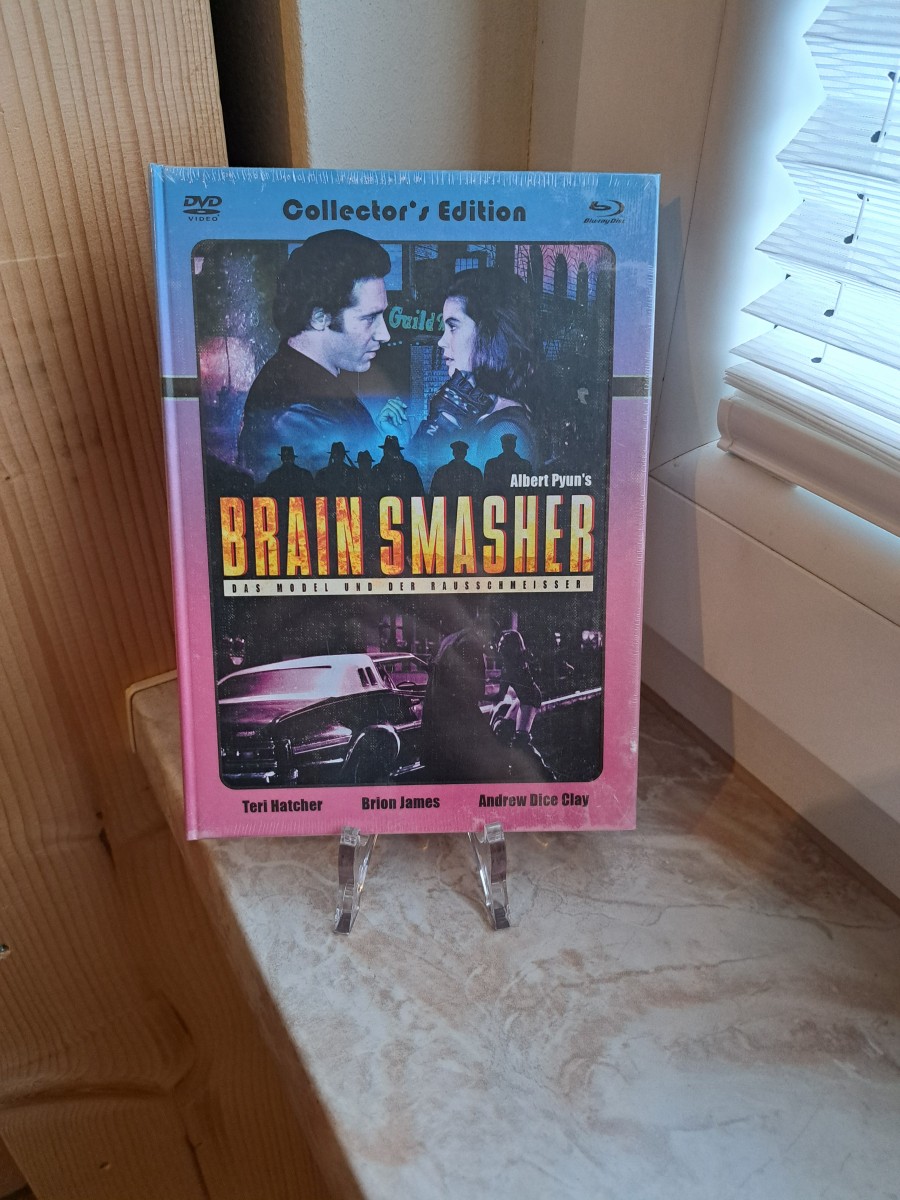 DVD
VIDEO
Collector's Edition
Blu-ray Disc
Guild
Albert Pyun's
BRAIN SMASHER
DAS MODEL UND DER RAUSSCHMEISSER
Teri Hatcher Brion James Andrew Dice Clay